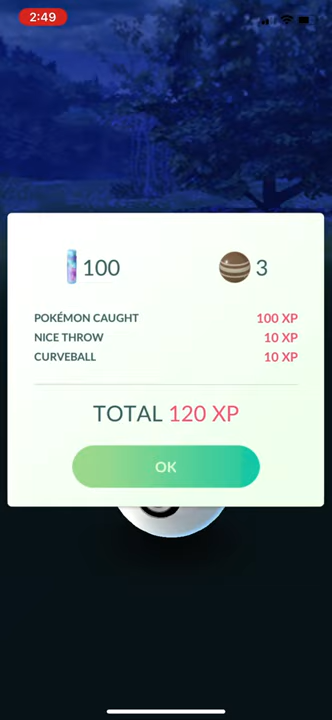 2:49
100
3
POKÉMON CAUGHT 100 XP
NICE THROW 10 XP
CURVEBALL 10 XP
TOTAL 120 XP
OK